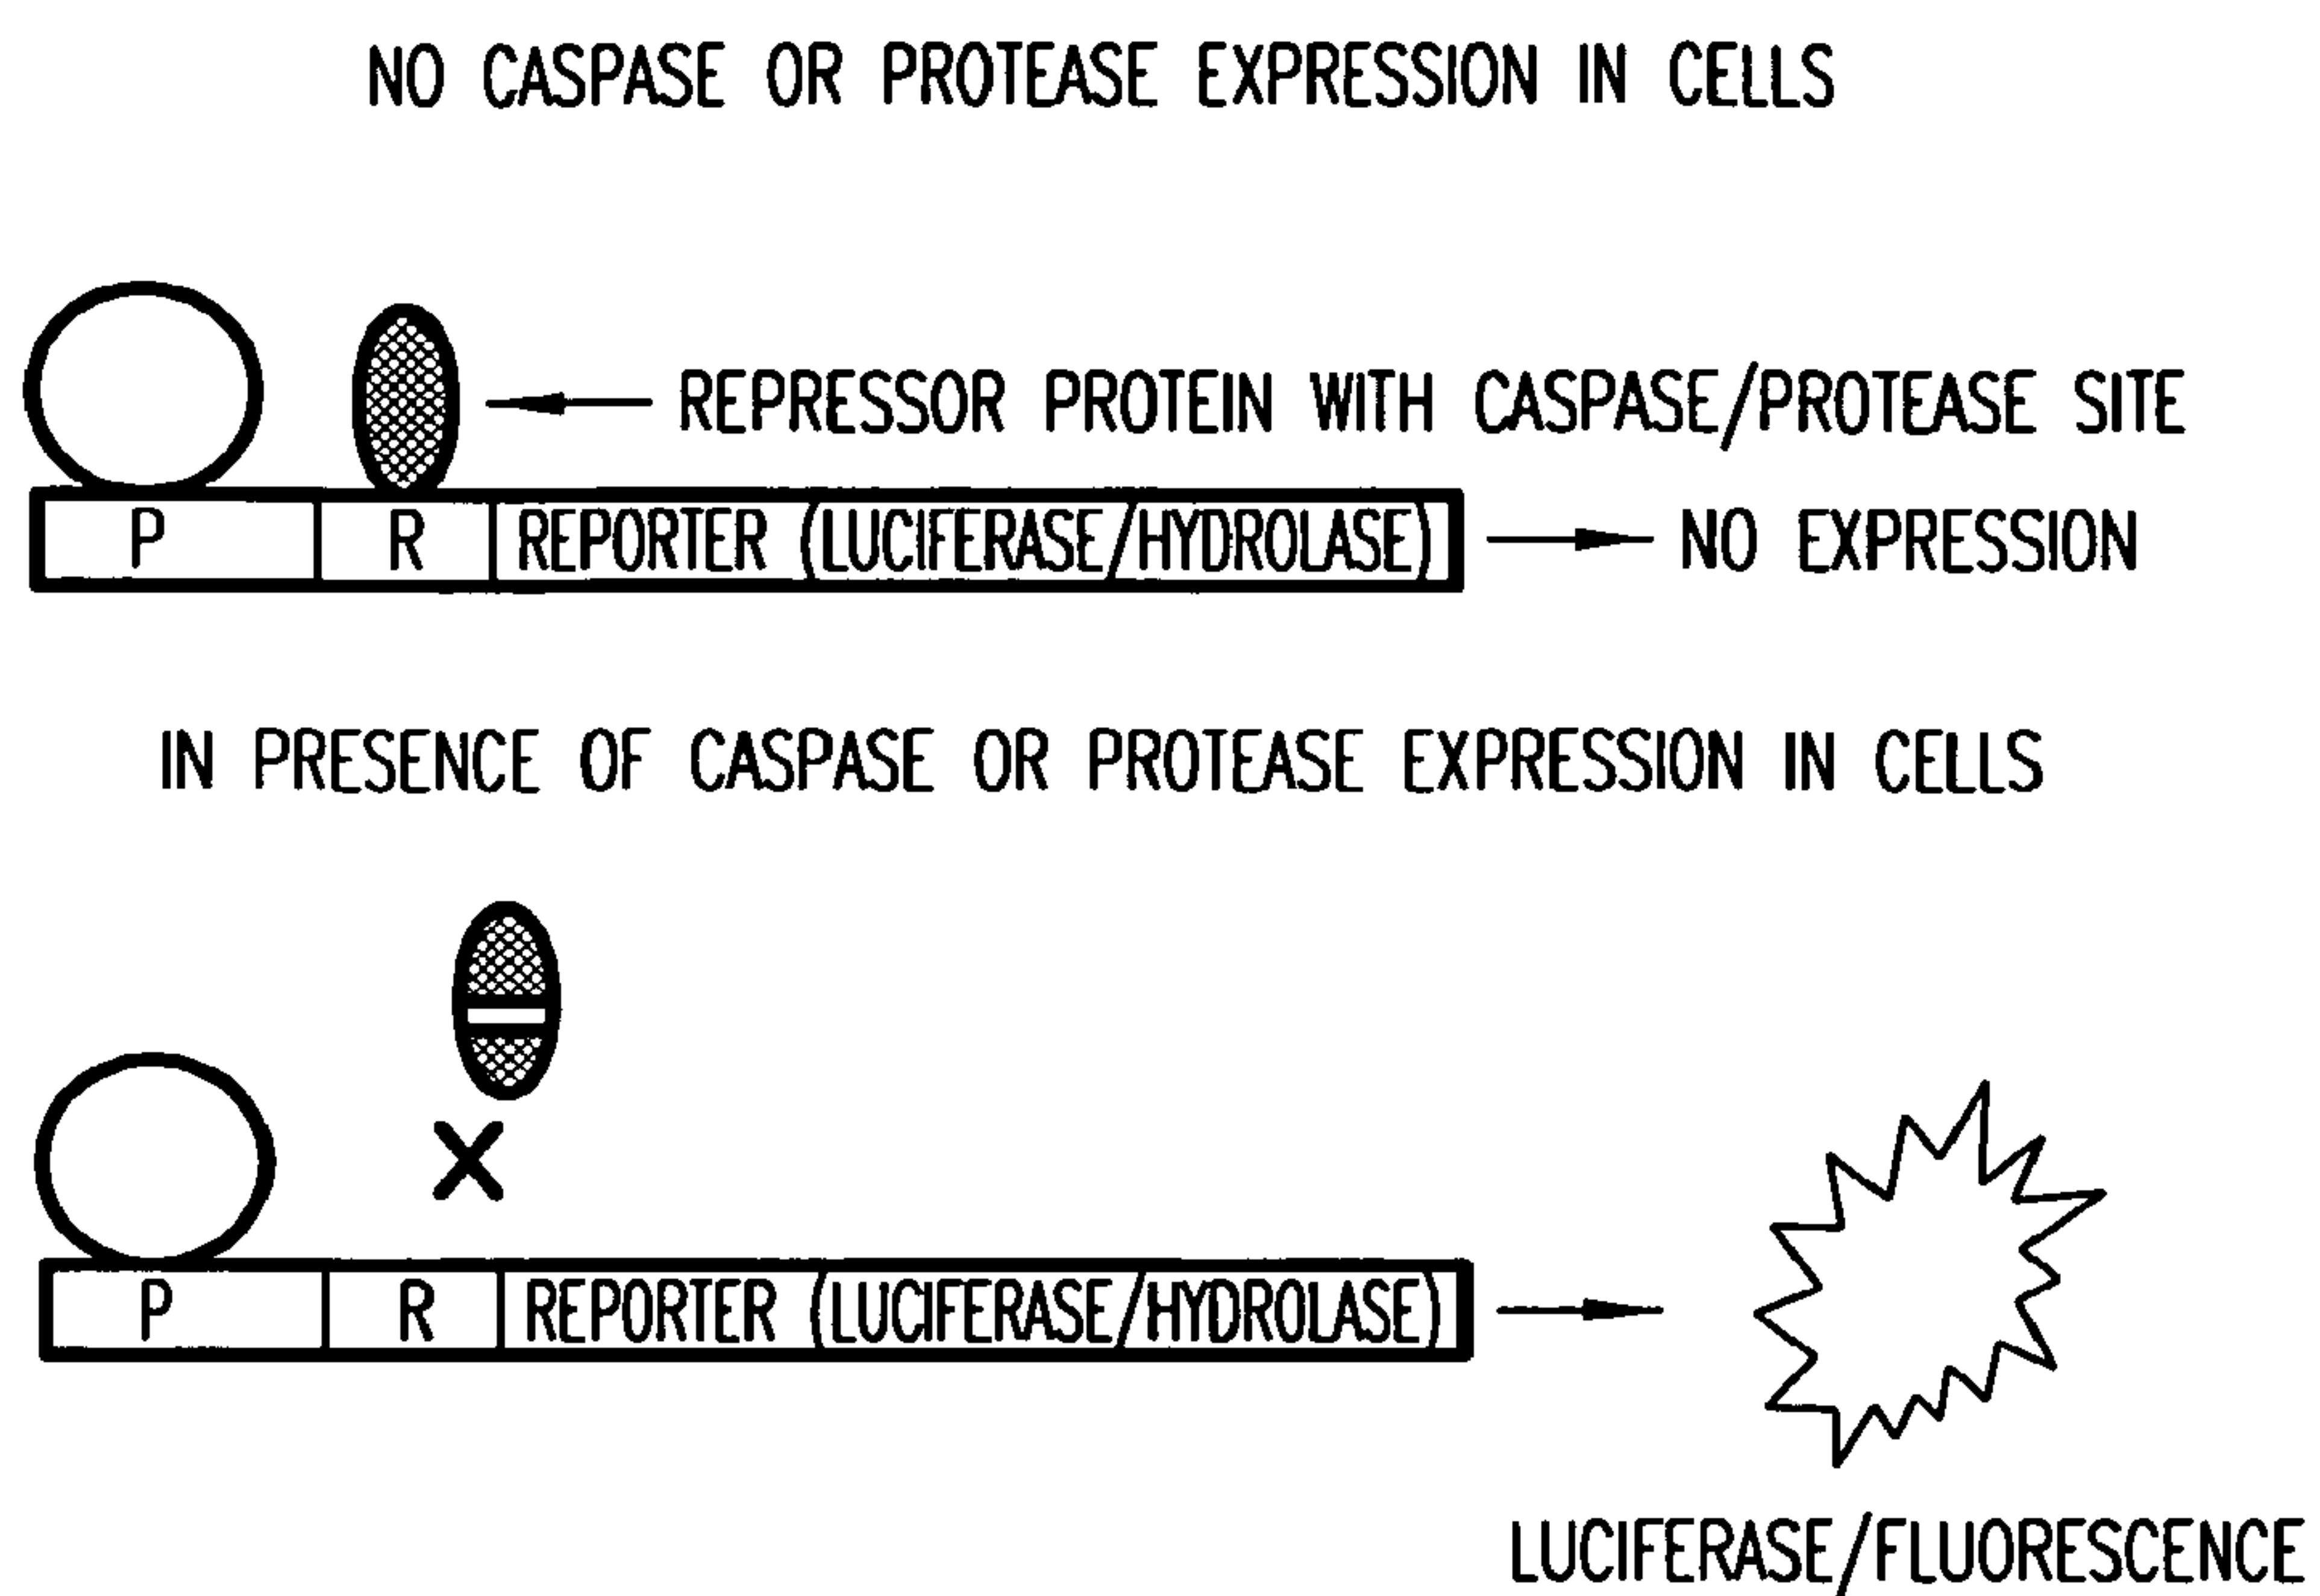 NO CASPASE OR PROTEASE EXPRESSION IN CELLS
REPRESSOR PROTEIN WITH CASPASE/PROTEASE SITE
P R REPORTER (LUCIFERASE/HYDROLASE) NO EXPRESSION
IN PRESENCE OF CASPASE OR PROTEASE EXPRESSION IN CELLS
X
P R REPORTER (LUCIFERASE/HYDROLASE)
LUCIFERASE/FLUORESCENCE